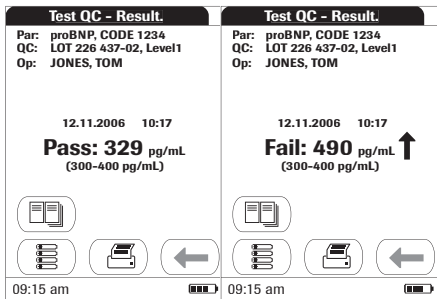 Test QC - Result.
Par: proBNP, CODE 1234
QC: LOT 226 437-02, Level1
Op: JONES, TOM
12.11.2006 10:17
Pass: 329 pg/mL
(300-400 pg/mL)
09:15 am
Test QC - Result.
Par: proBNP, CODE 1234
QC: LOT 226 437-02, Level1
Op: JONES, TOM
12.11.2006 10:17
Fail: 490 pg/mL
(300-400 pg/mL)
09:15 am